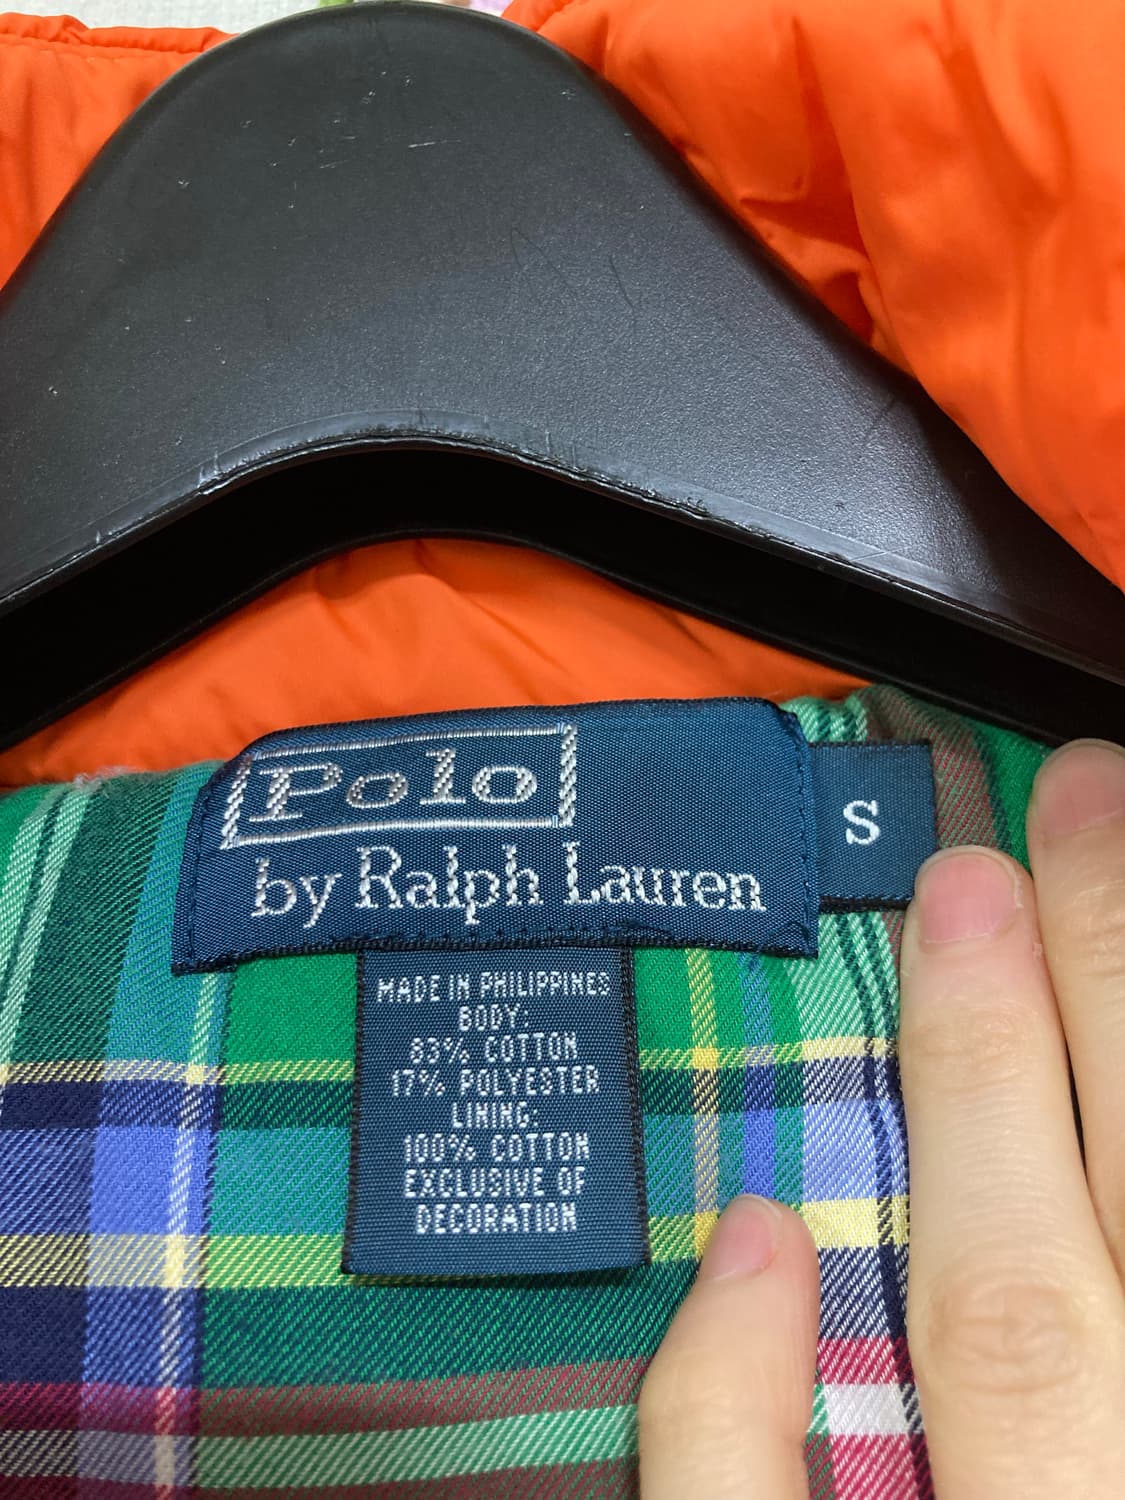 Polo
by Ralph Lauren
S
MADE IN PHILIPPINES
BODY:
83% COTTON
17% POLYESTER
LINING:
100% COTTON
EXCLUSIVE OF
DECORATION